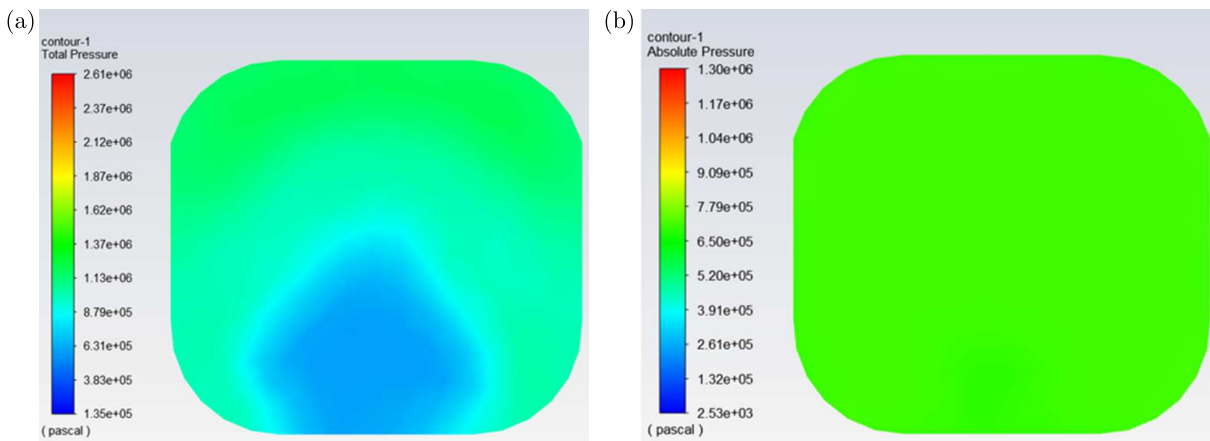 (a)
contour-1
Total Pressure
2.61e+06
2.37e+06
2.12e+06
1.87e+06
1.62e+06
1.37e+06
1.13e+06
8.79e+05
6.31e+05
3.83e+05
1.35e+05
( pascal )
(b)
contour-1
Absolute Pressure
1.30e+06
1.17e+06
1.04e+06
9.09e+05
7.79e+05
6.50e+05
5.20e+05
3.91e+05
2.61e+05
1.32e+05
2.53e+03
( pascal )